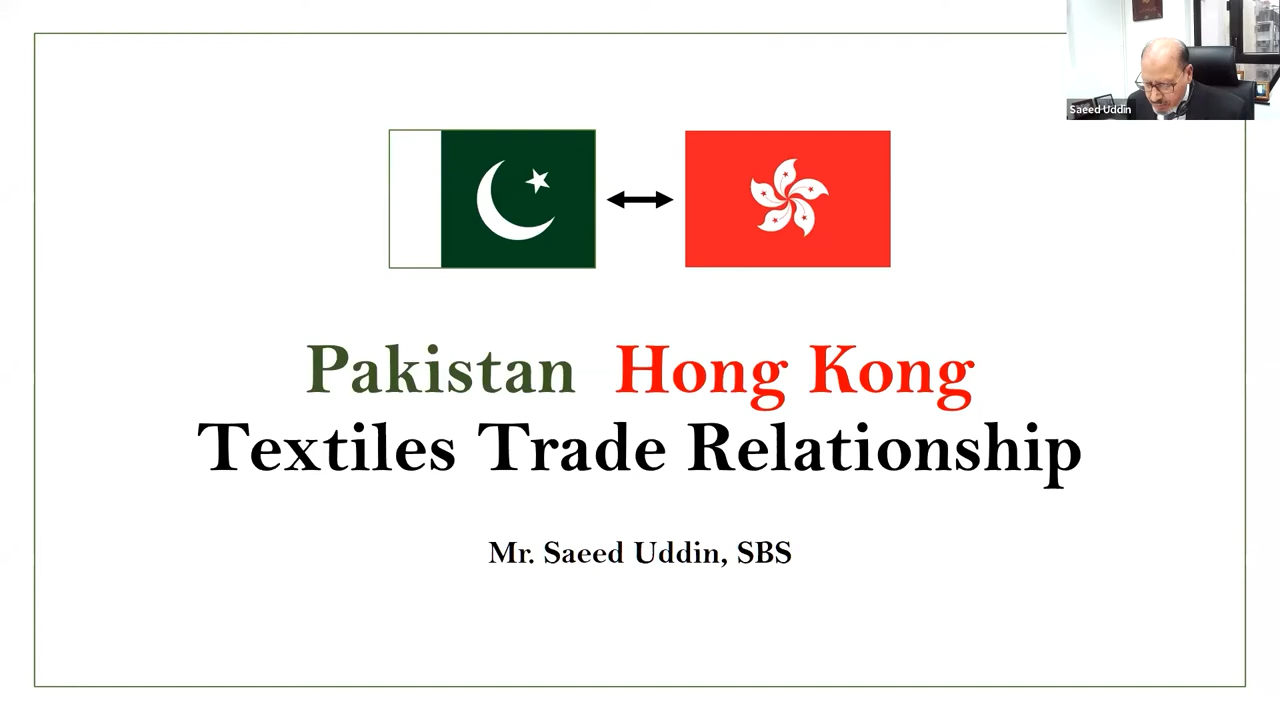 Saeed Uddin
Pakistan Hong Kong
Textiles Trade Relationship
Mr. Saeed Uddin, SBS